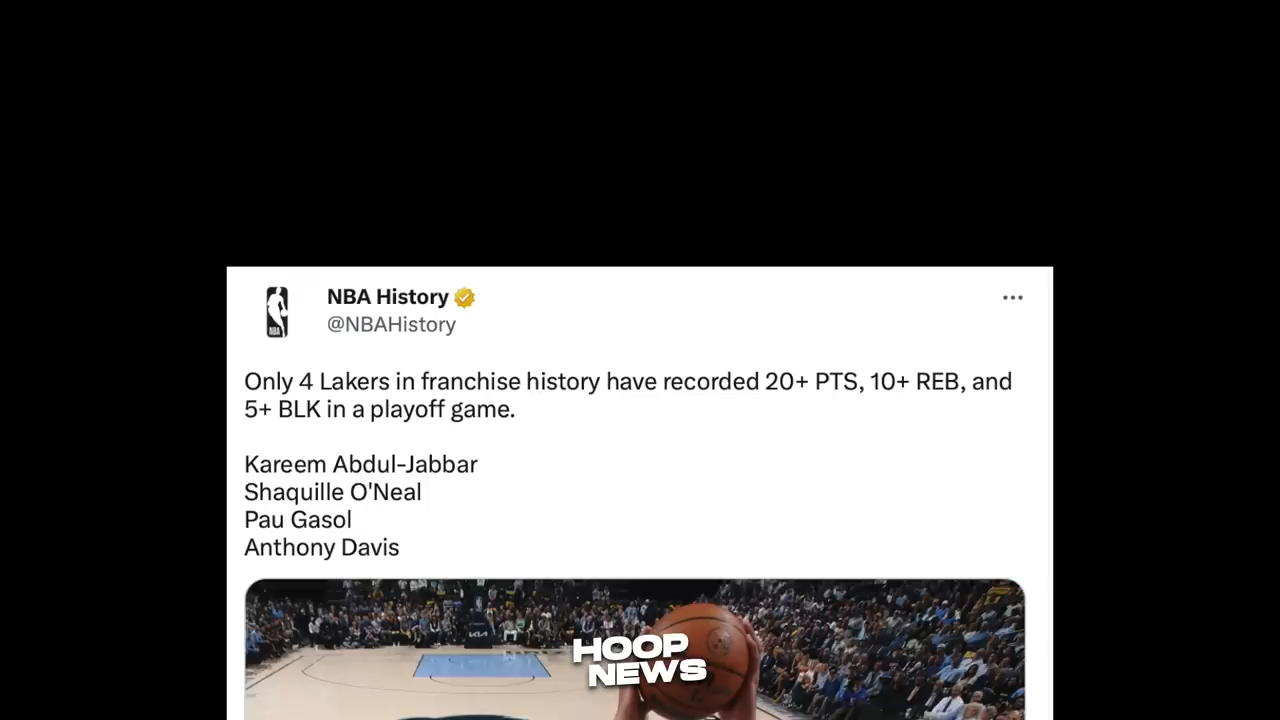 NBA History
@NBAHistory
Only 4 Lakers in franchise history have recorded 20+ PTS, 10+ REB, and
5+ BLK in a playoff game.
Kareem Abdul-Jabbar
Shaquille O'Neal
Pau Gasol
Anthony Davis
HOOP
NEWS